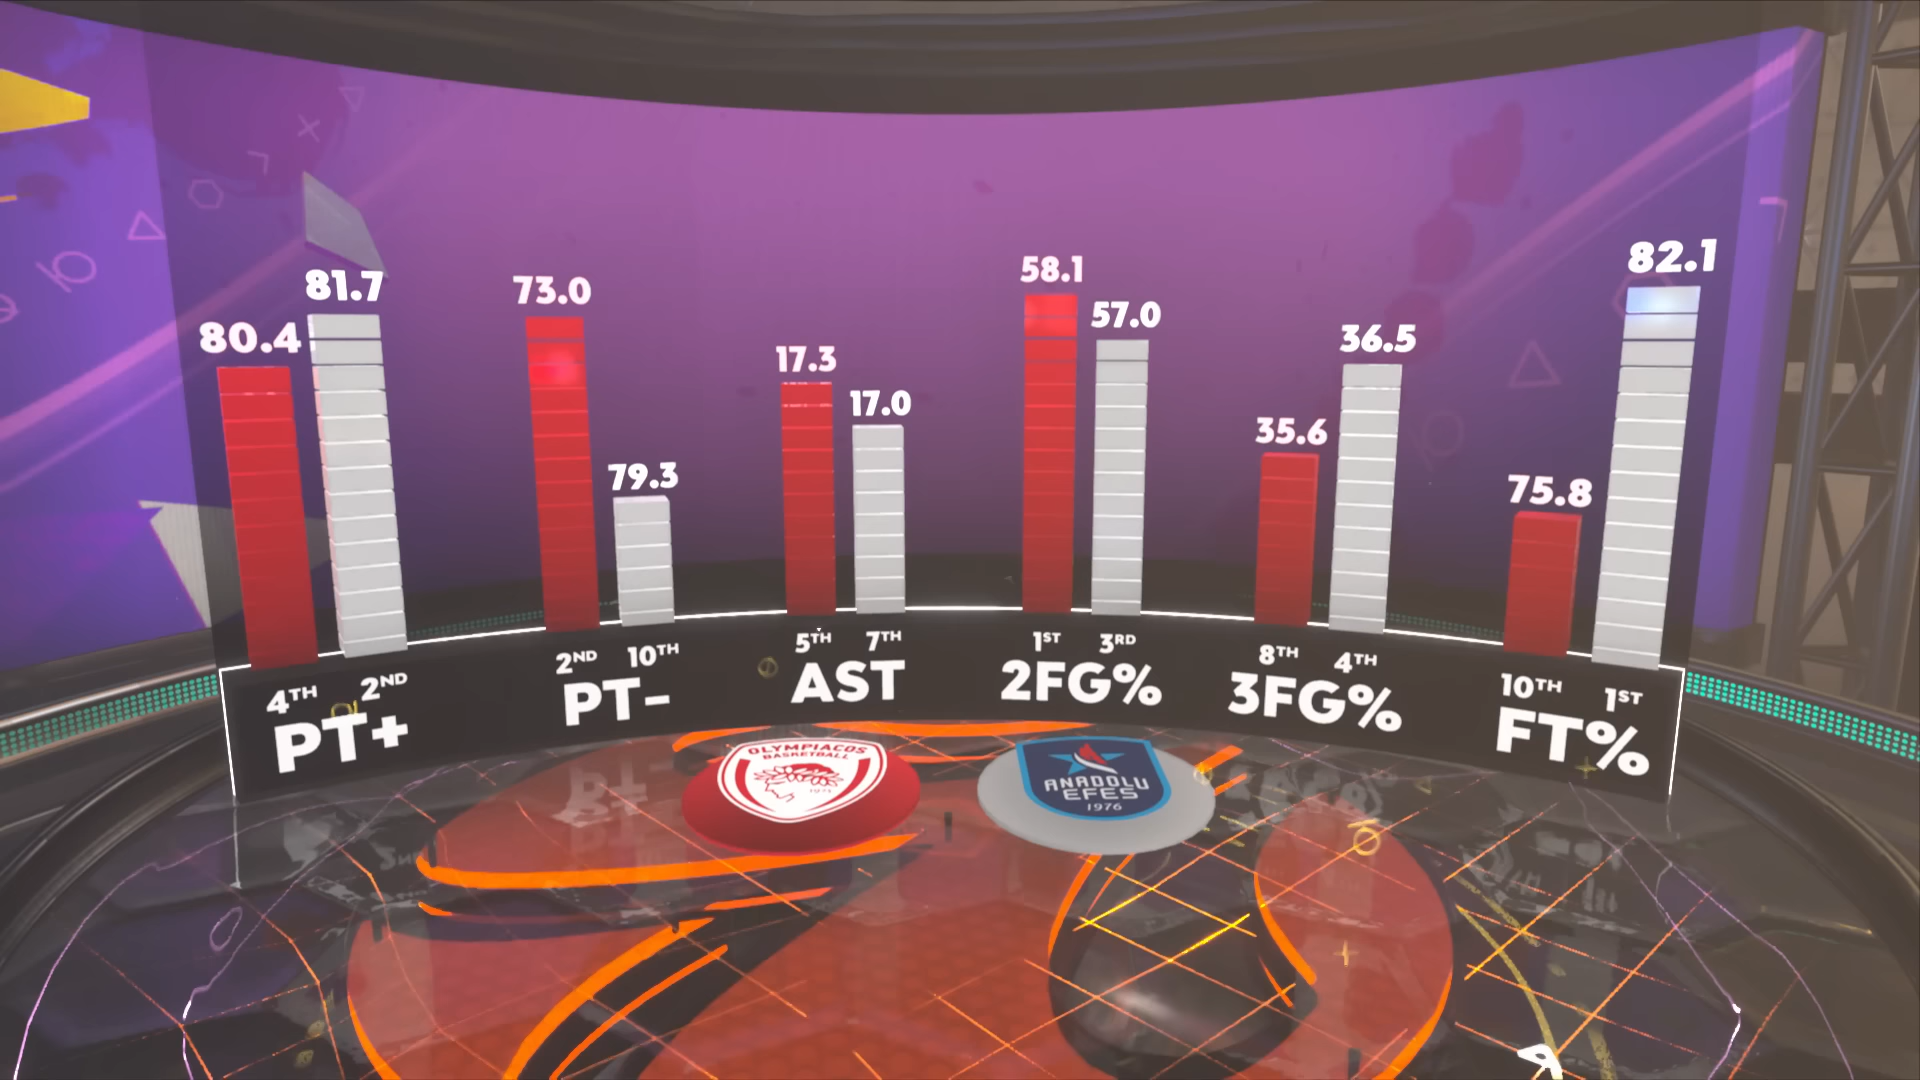 80.4
81.7
73.0
79.3
17.3
17.0
58.1
57.0
35.6
36.5
75.8
82.1
4TH 2ND
PT+
2ND 10TH
PT-
5TH 7TH
AST
1ST 3RD
2FG%
8TH 4TH
3FG%
10TH 1ST
FT%
OLYMPIACOS
BASKETBALL
ANADOLU
EFES
1976